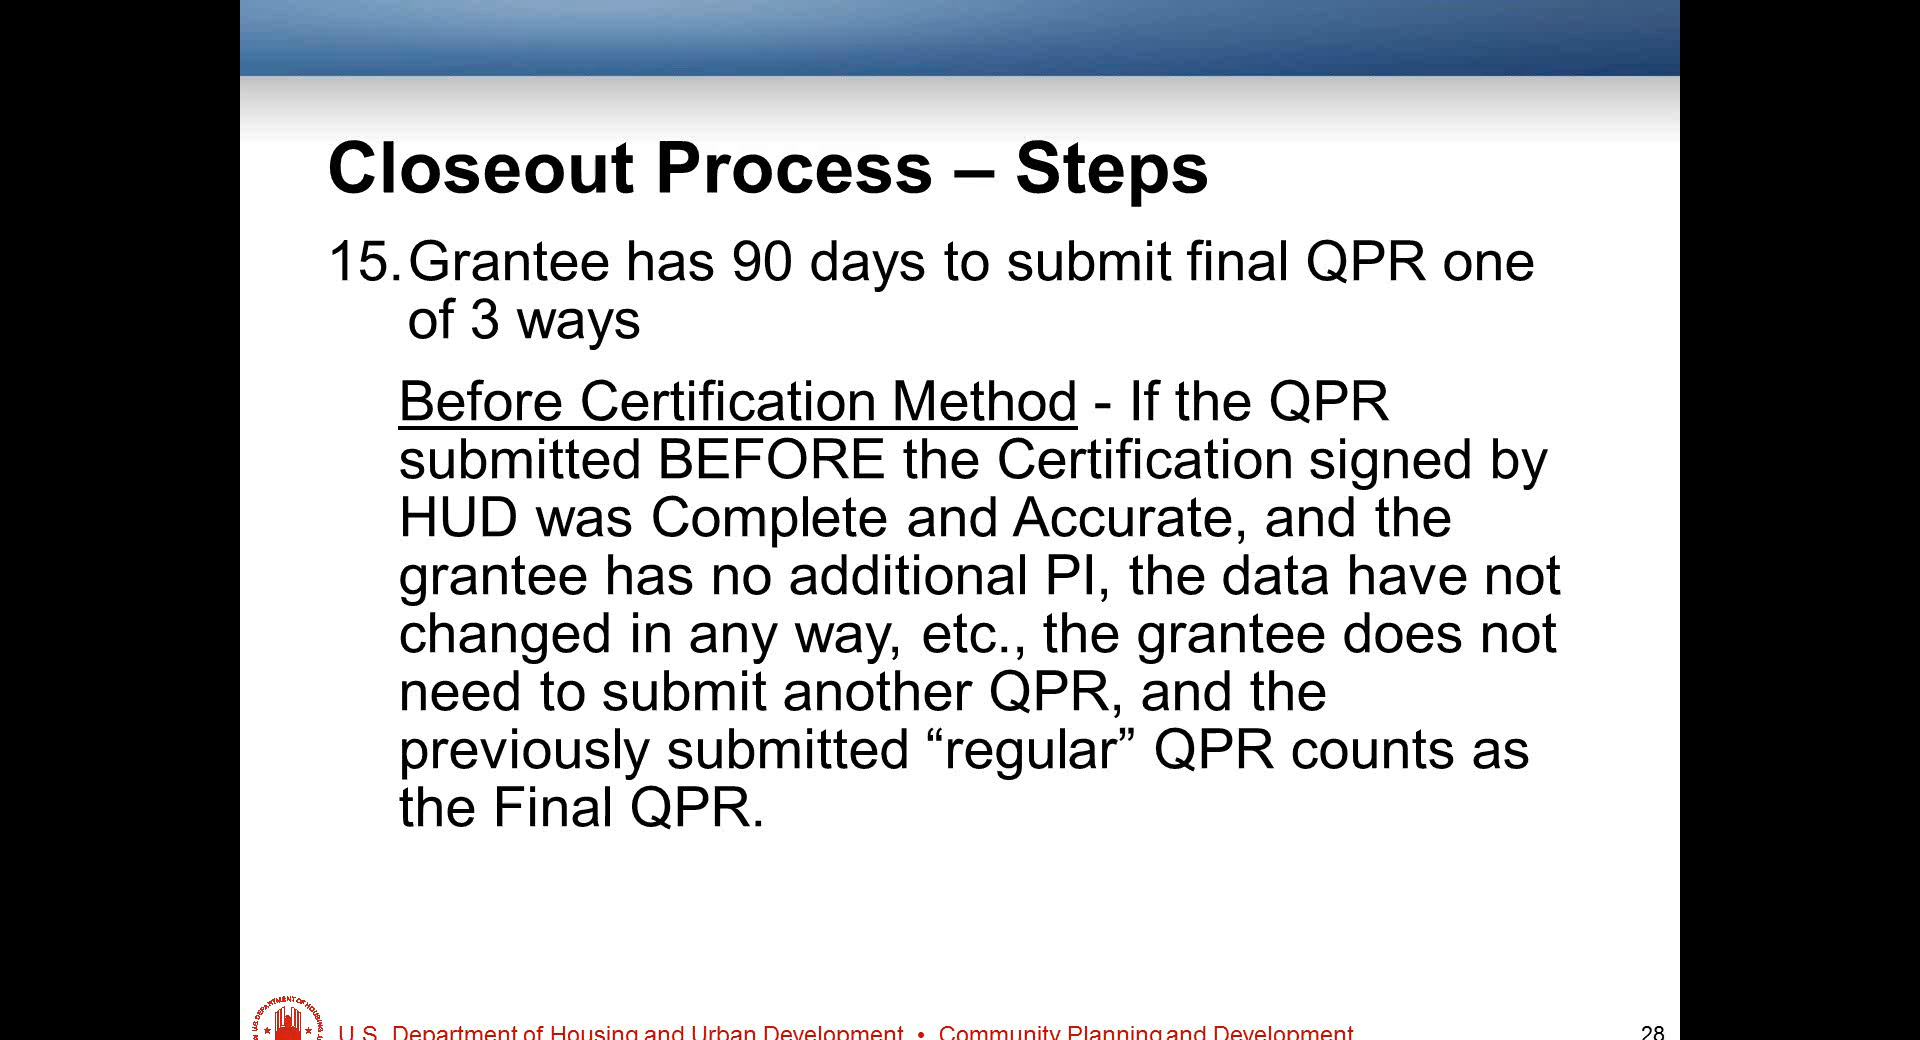 Closeout Process – Steps
15. Grantee has 90 days to submit final QPR one
of 3 ways
Before Certification Method - If the QPR
submitted BEFORE the Certification signed by
HUD was Complete and Accurate, and the
grantee has no additional PI, the data have not
changed in any way, etc., the grantee does not
need to submit another QPR, and the
previously submitted “regular” QPR counts as
the Final QPR.
U.S. DEPARTMENT OF HOUSING
U.S. Department of Housing and Urban Development • Community Planning and Development
28